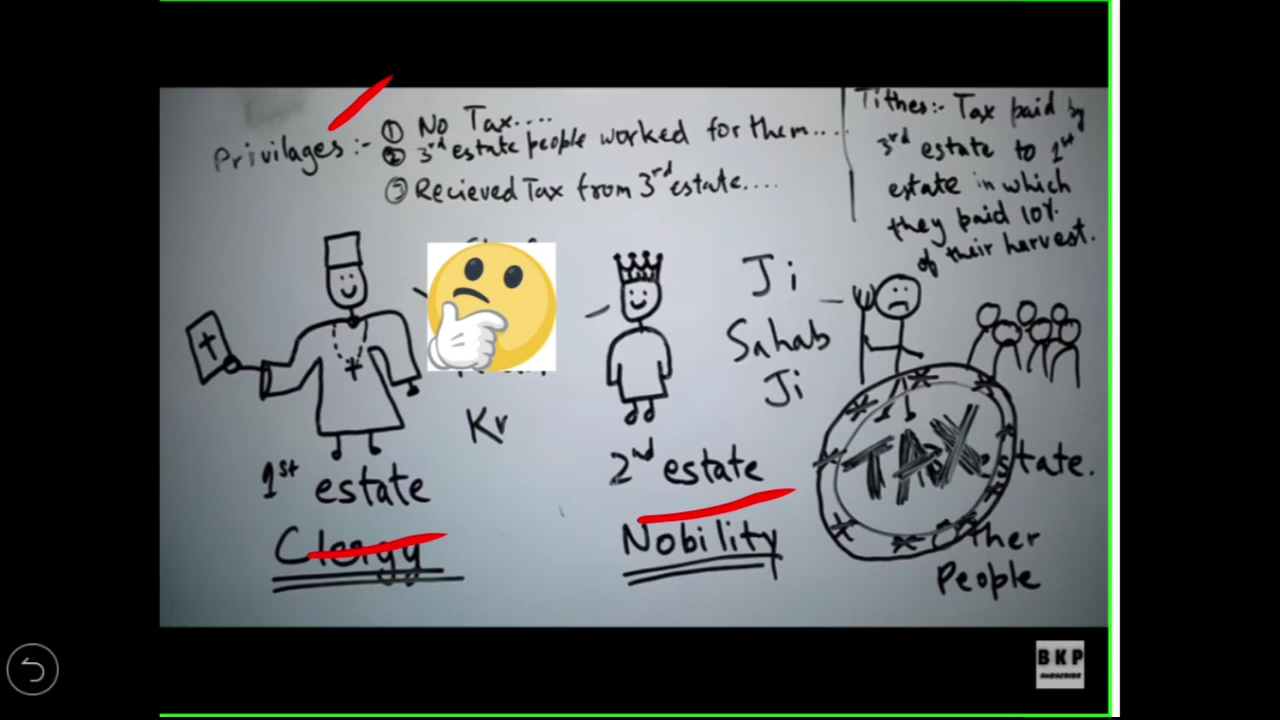 Privilages :- ① No Tax....
② 3rd estate people worked for them....
③ Recieved Tax from 3rd estate....
Tithes:- Tax paid by
3rd estate to 1st
estate in which
they paid 10%
of their harvest.
Kr
Ji
Sahab
Ji
TAX
1st estate
Clergy
2nd estate
Nobility
estate.
Other
People
BKP
SUBSCRIBE